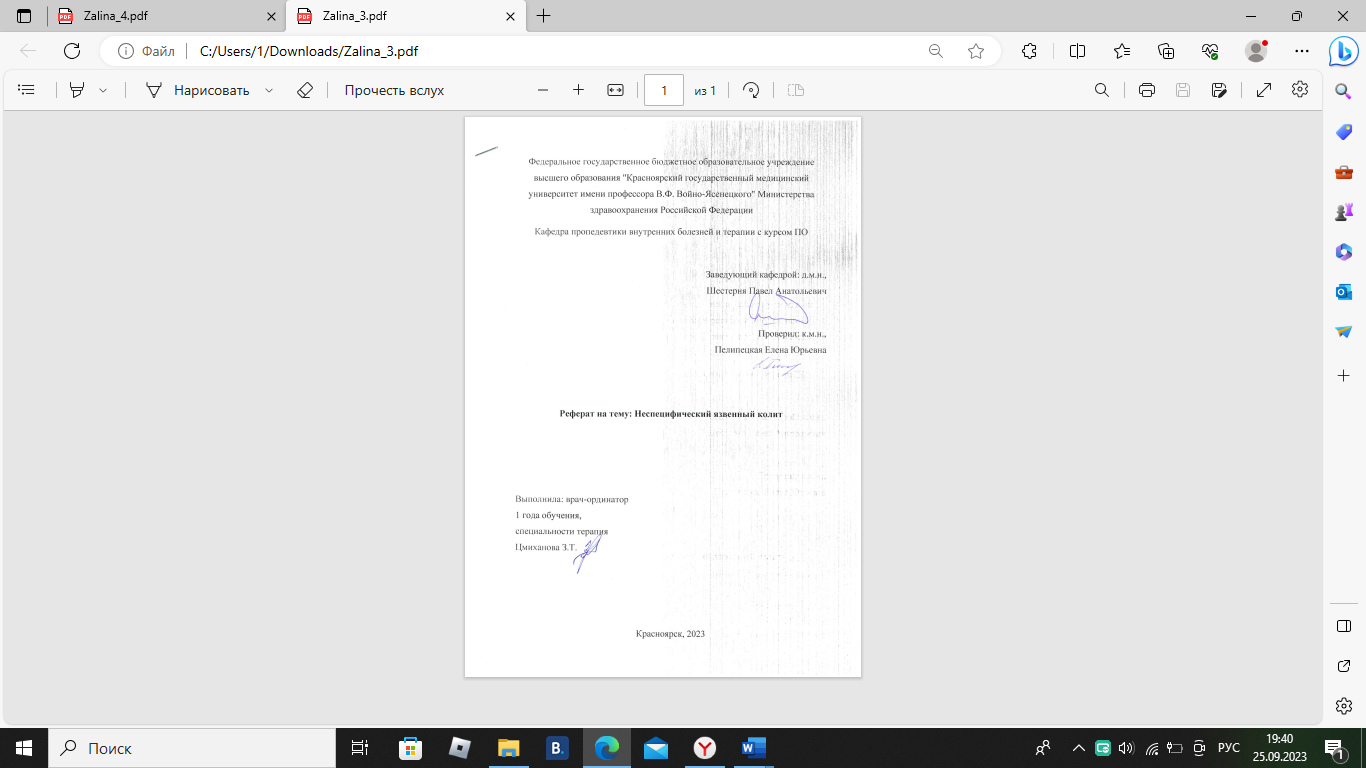 Zalina_4.pdf
Zalina_3.pdf
Файл
C:/Users/1/Downloads/Zalina_3.pdf
Нарисовать
Прочесть вслух
1
из 1
Федеральное государственное бюджетное образовательное учреждение
высшего образования "Красноярский государственный медицинский
университет имени профессора В.Ф. Войно-Ясенецкого" Министерства
здравоохранения Российской Федерации
Кафедра пропедевтики внутренних болезней и терапии с курсом ПО
Заведующий кафедрой: д.м.н.,
Шестерня Павел Анатольевич
Проверил: к.м.н.,
Пелипецкая Елена Юрьевна
Реферат на тему: Неспецифический язвенный колит
Выполнила: врач-ординатор
1 года обучения,
специальности терапия
Цмиханова З.Т.
Красноярск, 2023
Поиск
B.
РУС
19:40
25.09.2023
1